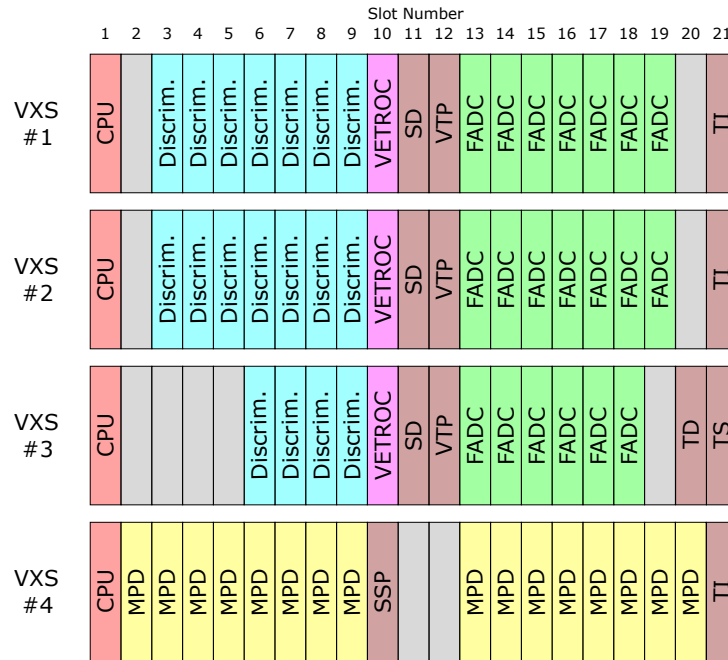 Slot Number
1 2 3 4 5 6 7 8 9 10 11 12 13 14 15 16 17 18 19 20 21
VXS #1
CPU Discrim. Discrim. Discrim. Discrim. Discrim. Discrim. Discrim. VETROC SD VTP FADC FADC FADC FADC FADC FADC FADC TI
VXS #2
CPU Discrim. Discrim. Discrim. Discrim. Discrim. Discrim. Discrim. VETROC SD VTP FADC FADC FADC FADC FADC FADC FADC TI
VXS #3
CPU Discrim. Discrim. Discrim. Discrim. VETROC SD VTP FADC FADC FADC FADC FADC FADC TD TS
VXS #4
CPU MPD MPD MPD MPD MPD MPD MPD MPD SSP MPD MPD MPD MPD MPD MPD MPD MPD TI